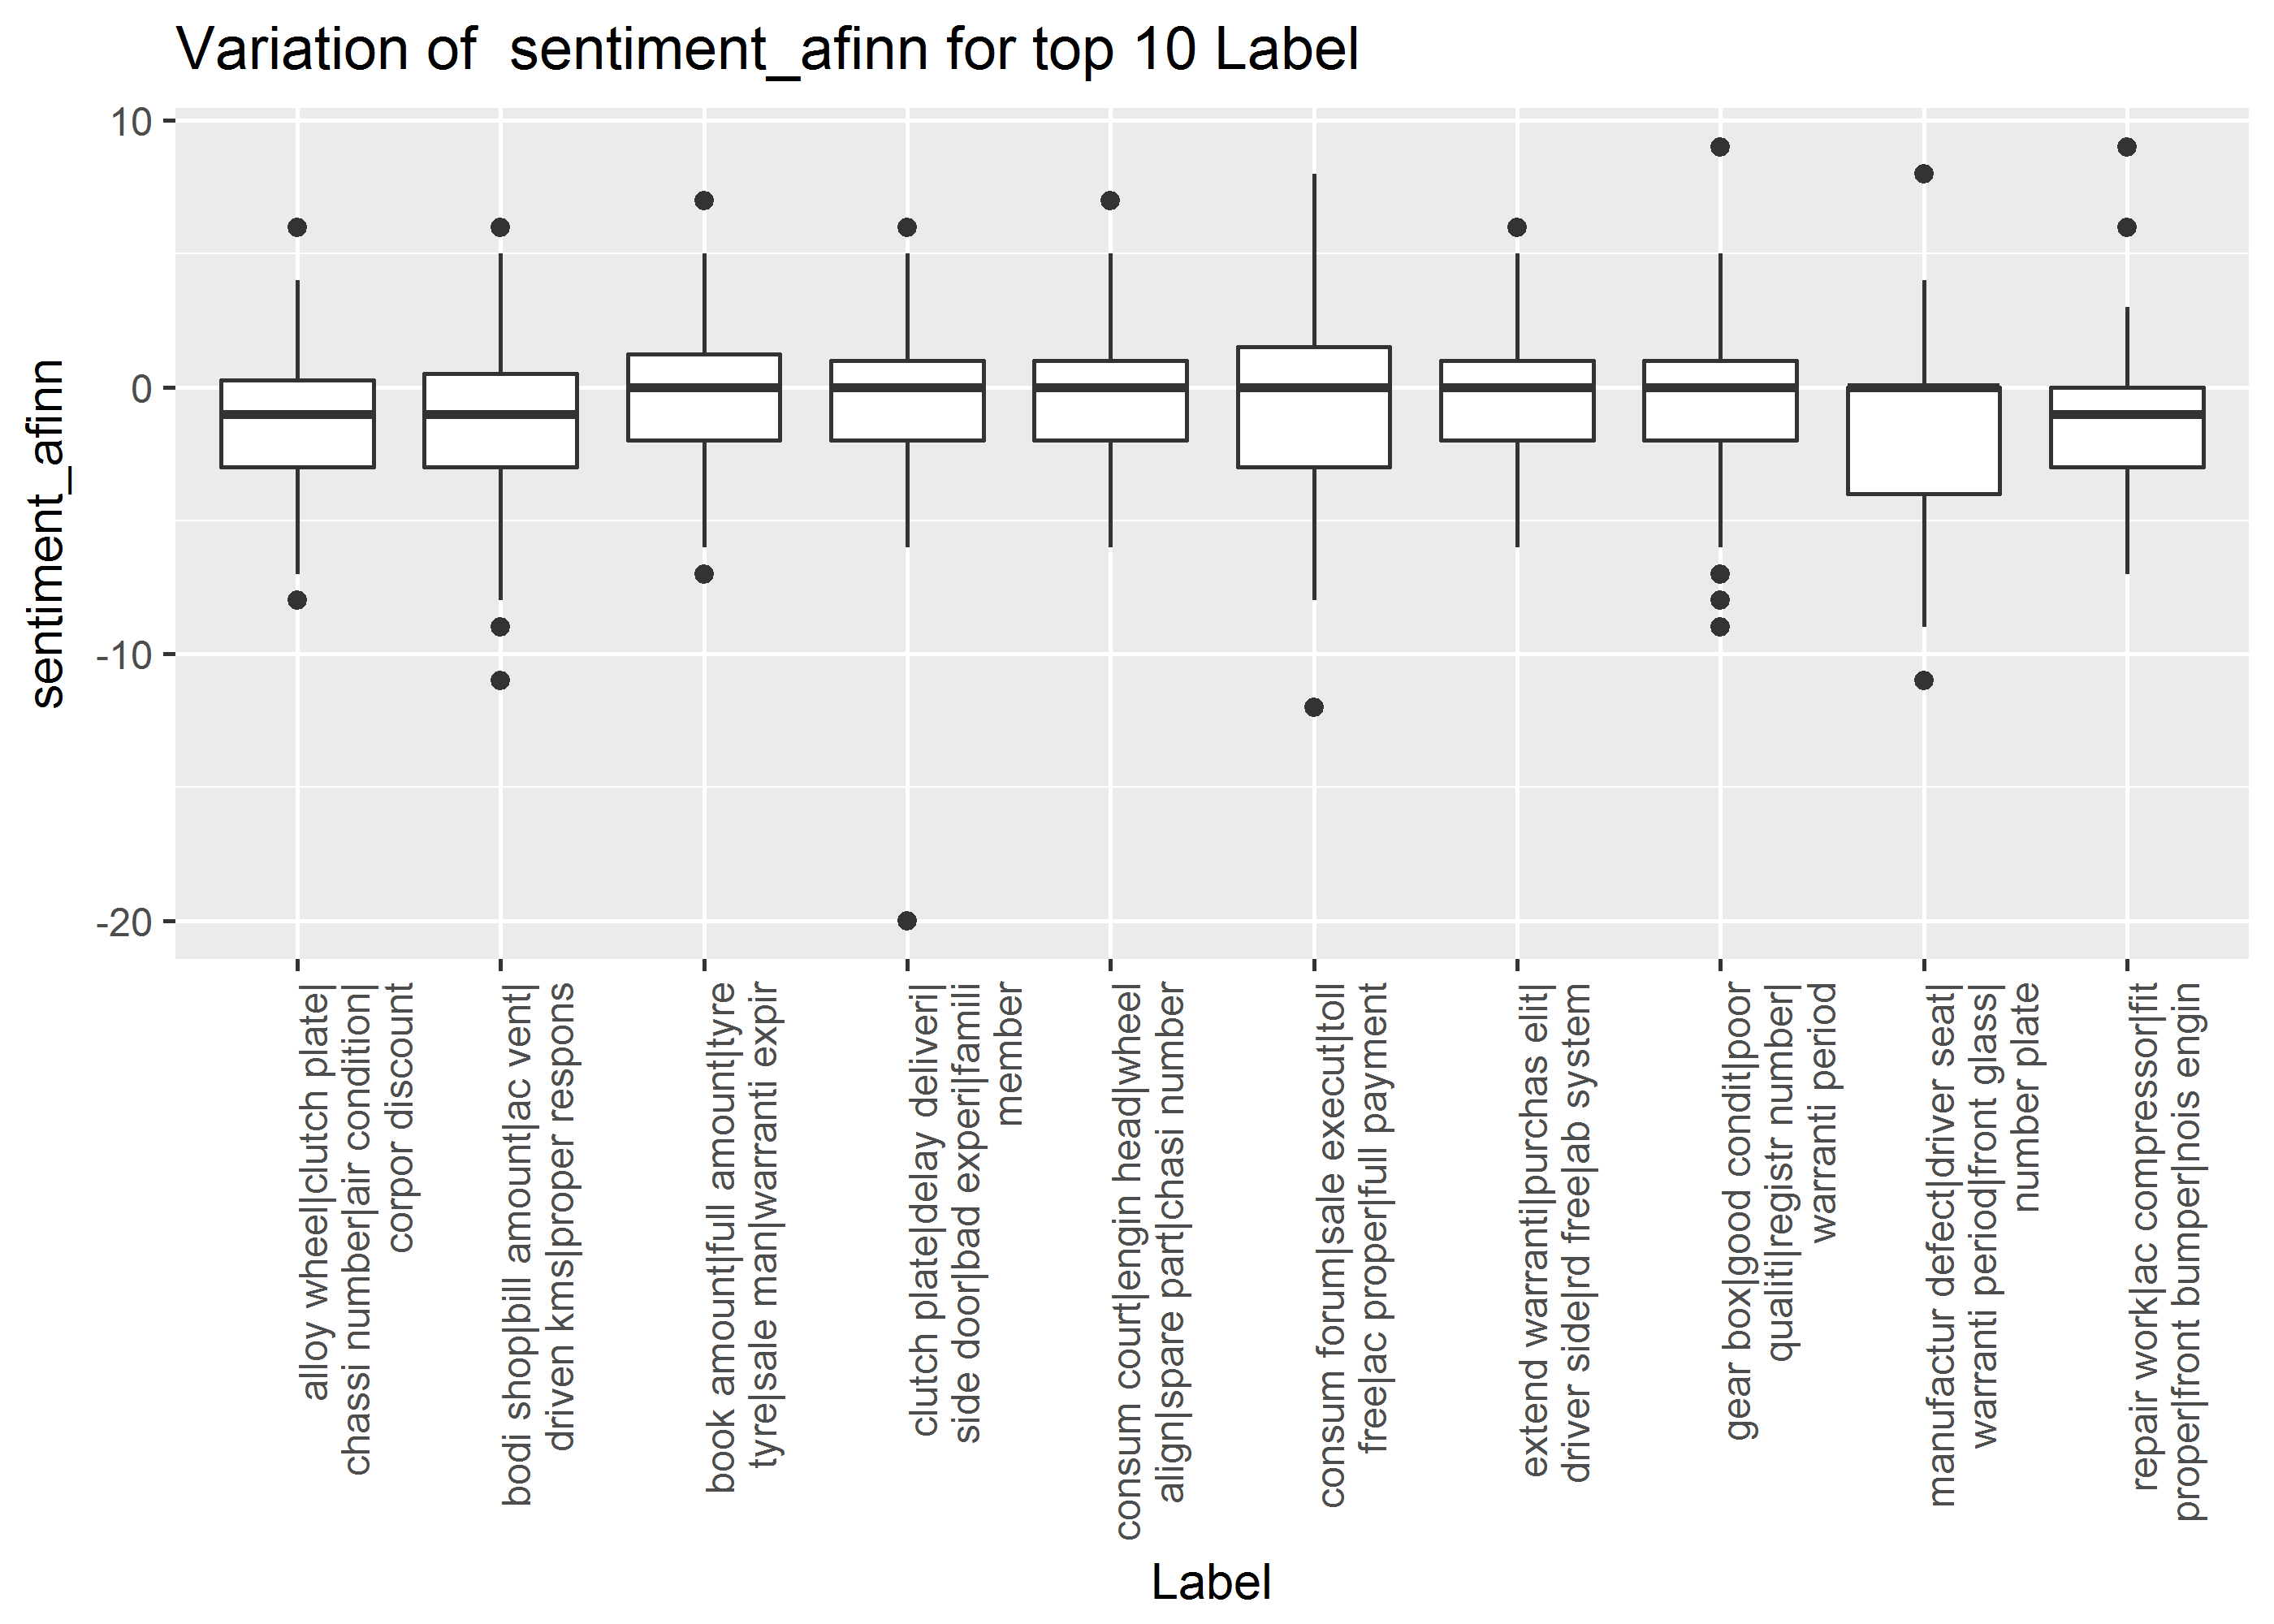 Variation of  sentiment_afinn for top 10 Label
sentiment_afinn
10
0
-10
-20
alloy wheel|clutch plate|
chassi number|air condition|
corpor discount
bodi shop|bill amount|ac vent|
driven kms|proper respons
book amount|full amount|tyre
tyre|sale man|warranti expir
clutch plate|delay deliveri|
side door|bad experi|famili
member
consum court|engin head|wheel
align|spare part|chasi number
consum forum|sale execut|toll
free|ac proper|full payment
extend warranti|purchas elit|
driver side|rd free|ab system
gear box|good condit|poor
qualiti|registr number|
warranti period
manufactur defect|driver seat|
warranti period|front glass|
number plate
repair work|ac compressor|fit
proper|front bumper|nois engin
Label